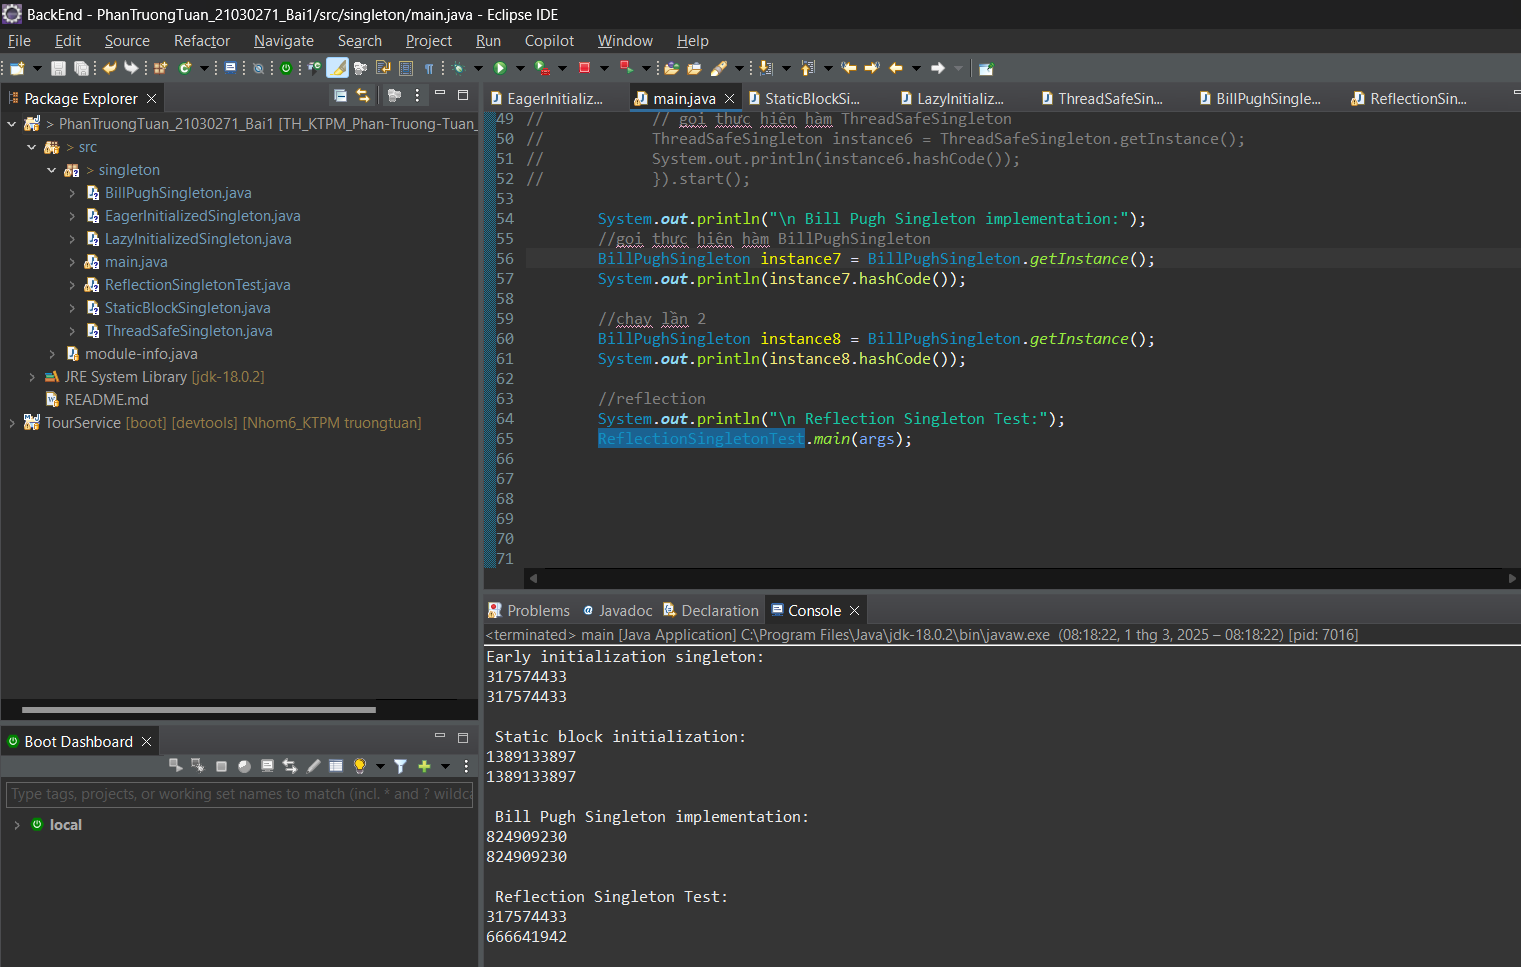 BackEnd - PhanTruongTuan_21030271_Bai1/src/singleton/main.java - Eclipse IDE
File Edit Source Refactor Navigate Search Project Run Copilot Window Help
Package Explorer
> PhanTruongTuan_21030271_Bai1 [TH_KTPM_Phan-Truong-Tuan_
> src
> singleton
BillPughSingleton.java
EagerInitializedSingleton.java
LazyInitializedSingleton.java
main.java
ReflectionSingletonTest.java
StaticBlockSingleton.java
ThreadSafeSingleton.java
module-info.java
JRE System Library [jdk-18.0.2]
README.md
TourService [boot] [devtools] [Nhom6_KTPM truongtuan]
Boot Dashboard
Type tags, projects, or working set names to match (incl. * and ? wildca
local
EagerInitializ... main.java StaticBlockSi... LazyInitializ... ThreadSafeSin... BillPughSingle... ReflectionSin...
49 // // gọi thực hiện hàm ThreadSafeSingleton
50 // ThreadSafeSingleton instance6 = ThreadSafeSingleton.getInstance();
51 // System.out.println(instance6.hashCode());
52 // }).start();
53
54 System.out.println("\n Bill Pugh Singleton implementation:");
55 //gọi thực hiện hàm BillPughSingleton
56 BillPughSingleton instance7 = BillPughSingleton.getInstance();
57 System.out.println(instance7.hashCode());
58
59 //chạy lần 2
60 BillPughSingleton instance8 = BillPughSingleton.getInstance();
61 System.out.println(instance8.hashCode());
62
63 //reflection
64 System.out.println("\n Reflection Singleton Test:");
65 ReflectionSingletonTest.main(args);
66
67
68
69
70
71
Problems Javadoc Declaration Console
<terminated> main [Java Application] C:\Program Files\Java\jdk-18.0.2\bin\javaw.exe (08:18:22, 1 thg 3, 2025 – 08:18:22) [pid: 7016]
Early initialization singleton:
317574433
317574433
Static block initialization:
1389133897
1389133897
Bill Pugh Singleton implementation:
824909230
824909230
Reflection Singleton Test:
317574433
666641942